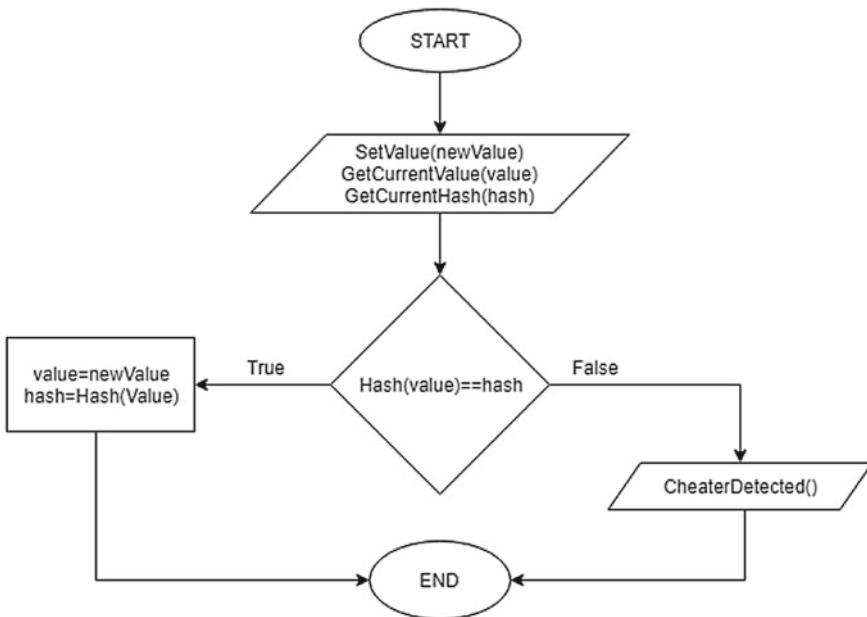 START
SetValue(newValue)
GetCurrentValue(value)
GetCurrentHash(hash)
True
False
value=newValue
hash=Hash(Value)
Hash(value)==hash
CheaterDetected()
END